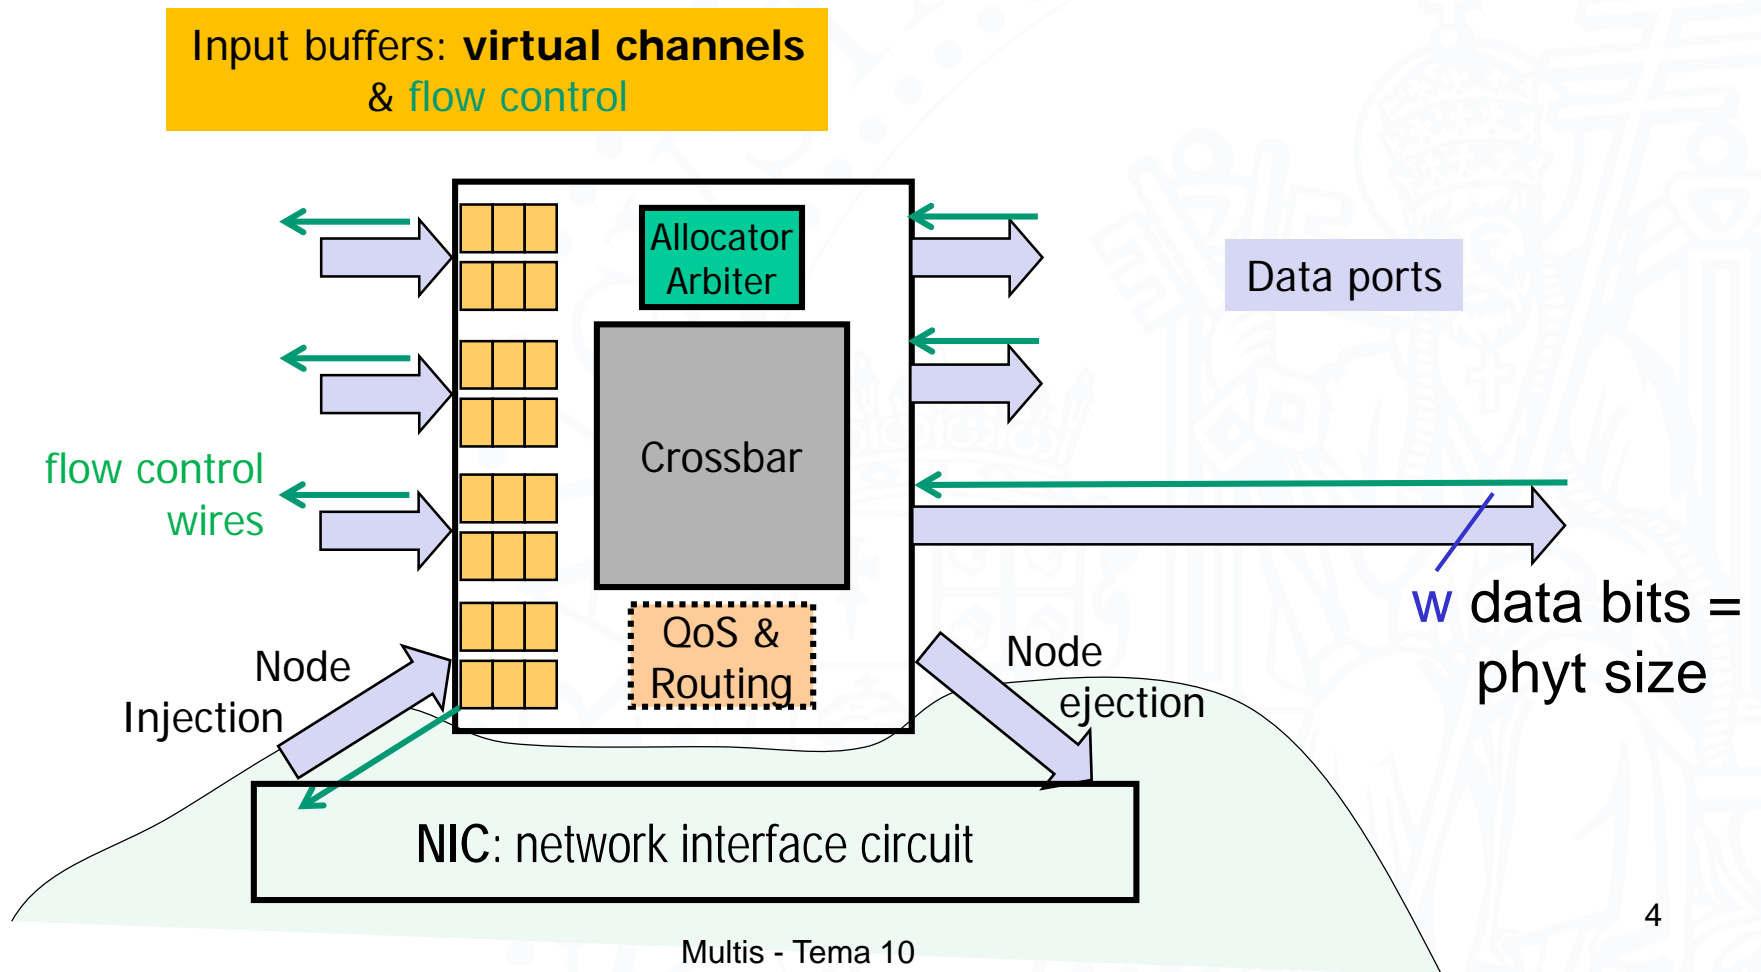 Input buffers: virtual channels
& flow control
Allocator
Arbiter
Data ports
Crossbar
flow control
wires
w data bits =
phyt size
QoS &
Routing
Node
Injection
Node
ejection
NIC: network interface circuit
4
Multis - Tema 10